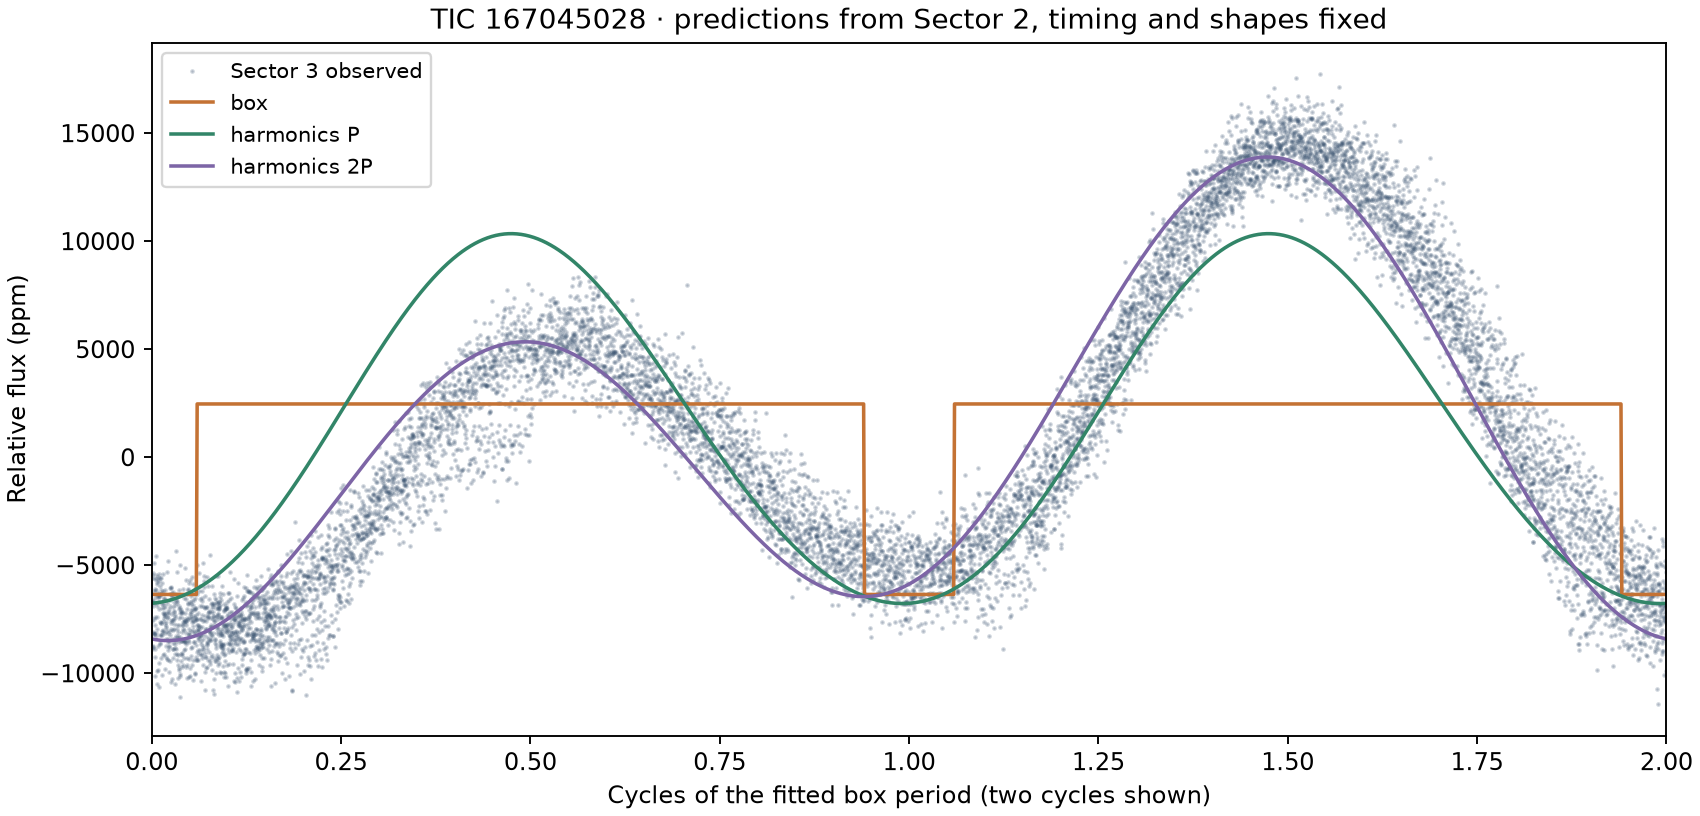 TIC 167045028 · predictions from Sector 2, timing and shapes fixed
Sector 3 observed
box
harmonics P
harmonics 2P
Relative flux (ppm)
15000
10000
5000
0
−5000
−10000
0.00 0.25 0.50 0.75 1.00 1.25 1.50 1.75 2.00
Cycles of the fitted box period (two cycles shown)